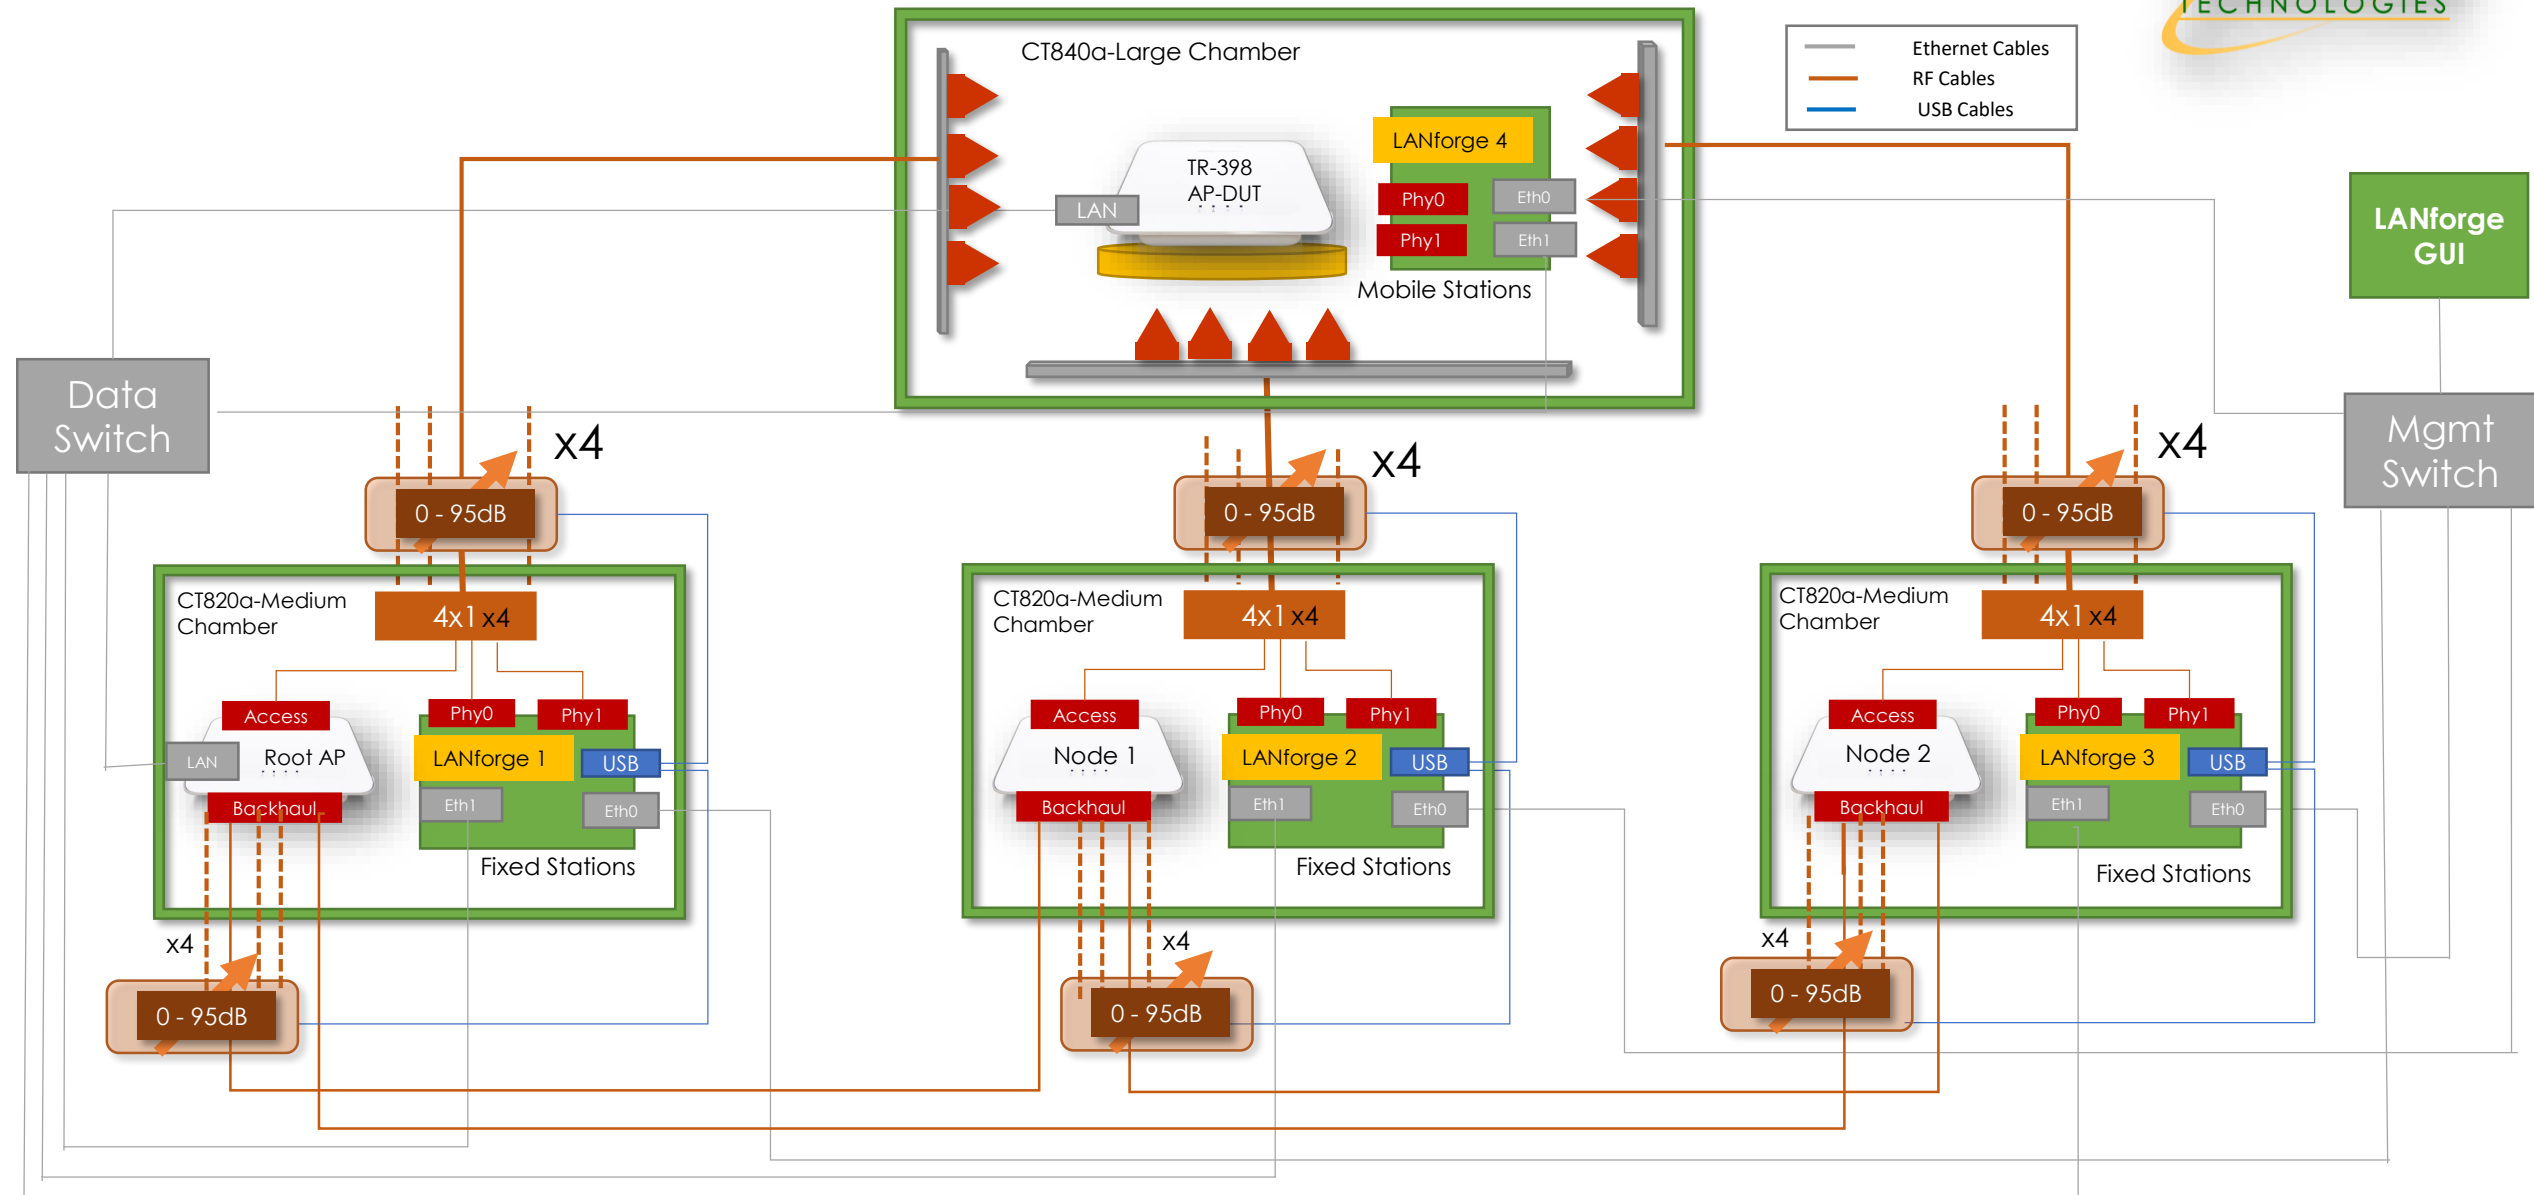 TECHNOLOGIES
CT840a-Large Chamber
Ethernet Cables
RF Cables
USB Cables
LANforge 4
TR-398
AP-DUT
LAN
Phy0
Eth0
Phy1
Eth1
Mobile Stations
LANforge
GUI
Data
Switch
Mgmt
Switch
x4
0 - 95dB
x4
0 - 95dB
x4
0 - 95dB
CT820a-Medium
Chamber
4x1 x4
Access
Phy0
Phy1
LAN
Root AP
LANforge 1
USB
Backhaul
Eth1
Eth0
Fixed Stations
CT820a-Medium
Chamber
4x1 x4
Access
Phy0
Phy1
Node 1
LANforge 2
USB
Backhaul
Eth1
Eth0
Fixed Stations
CT820a-Medium
Chamber
4x1 x4
Access
Phy0
Phy1
Node 2
LANforge 3
USB
Backhaul
Eth1
Eth0
Fixed Stations
x4
0 - 95dB
x4
0 - 95dB
x4
0 - 95dB